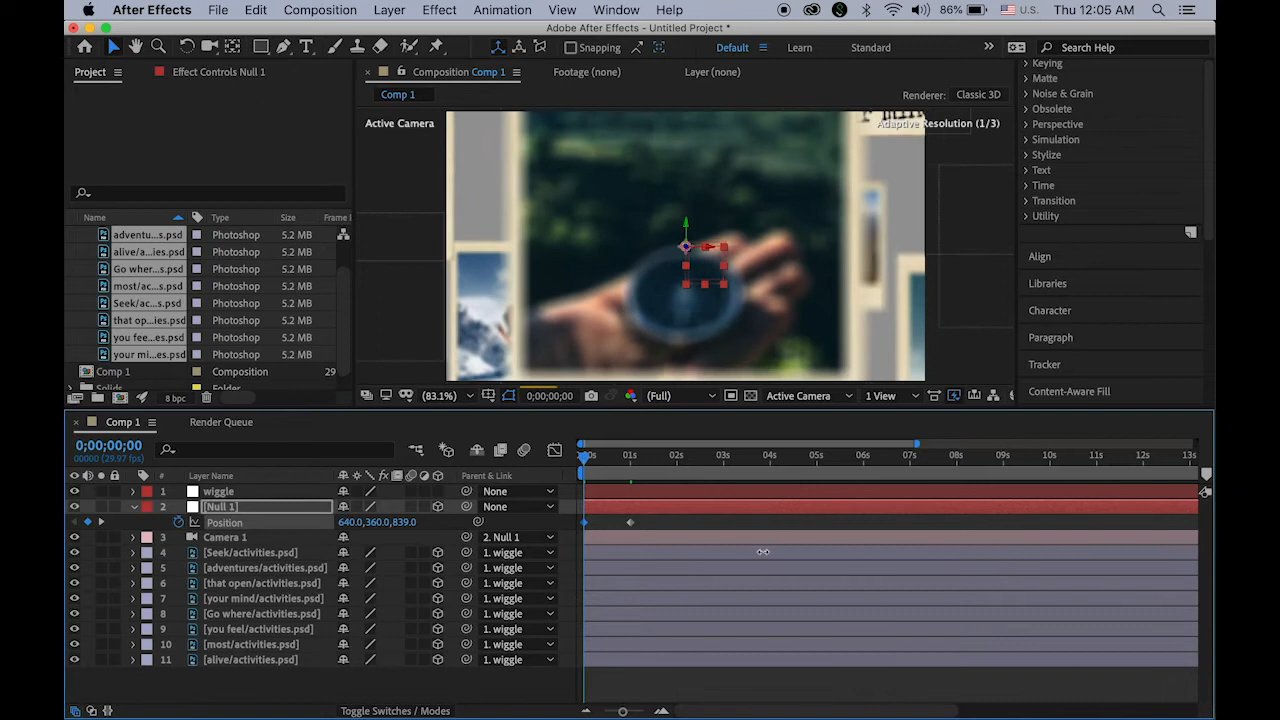 After Effects File Edit Composition Layer Effect Animation View Window Help 86% U.S. Thu 12:05 AM
Adobe After Effects - Untitled Project *
Snapping Default Learn Standard Search Help
Project Effect Controls Null 1 Composition Comp 1 Footage (none) Layer (none)
Comp 1 Renderer: Classic 3D
Active Camera Adaptive Resolution (1/3)
Keying
Matte
Noise & Grain
Obsolete
Perspective
Simulation
Stylize
Text
Time
Transition
Utility
Align
Libraries
Character
Paragraph
Tracker
Content-Aware Fill
Name Type Size Frame
adventu...s.psd Photoshop 5.2 MB
alive/a...ies.psd Photoshop 5.2 MB
Go wher...s.psd Photoshop 5.2 MB
most/ac...s.psd Photoshop 5.2 MB
Seek/ac...s.psd Photoshop 5.2 MB
that op...ies.psd Photoshop 5.2 MB
you fee...es.psd Photoshop 5.2 MB
your mi...es.psd Photoshop 5.2 MB
Comp 1 Composition 29
Solids Folder
8 bpc
(83.1%) 0;00;00;00 (Full) Active Camera 1 View
Comp 1 Render Queue
0;00;00;00
00000 (29.97 fps)
00s 01s 02s 03s 04s 05s 06s 07s 08s 09s 10s 11s 12s 13s
# Layer Name Parent & Link
1 wiggle None
2 [Null 1] None
Position 640.0,360.0,839.0
3 Camera 1 2. Null 1
4 [Seek/activities.psd] 1. wiggle
5 [adventures/activities.psd] 1. wiggle
6 [that open/activities.psd] 1. wiggle
7 [your mind/activities.psd] 1. wiggle
8 [Go where/activities.psd] 1. wiggle
9 [you feel/activities.psd] 1. wiggle
10 [most/activities.psd] 1. wiggle
11 [alive/activities.psd] 1. wiggle
Toggle Switches / Modes